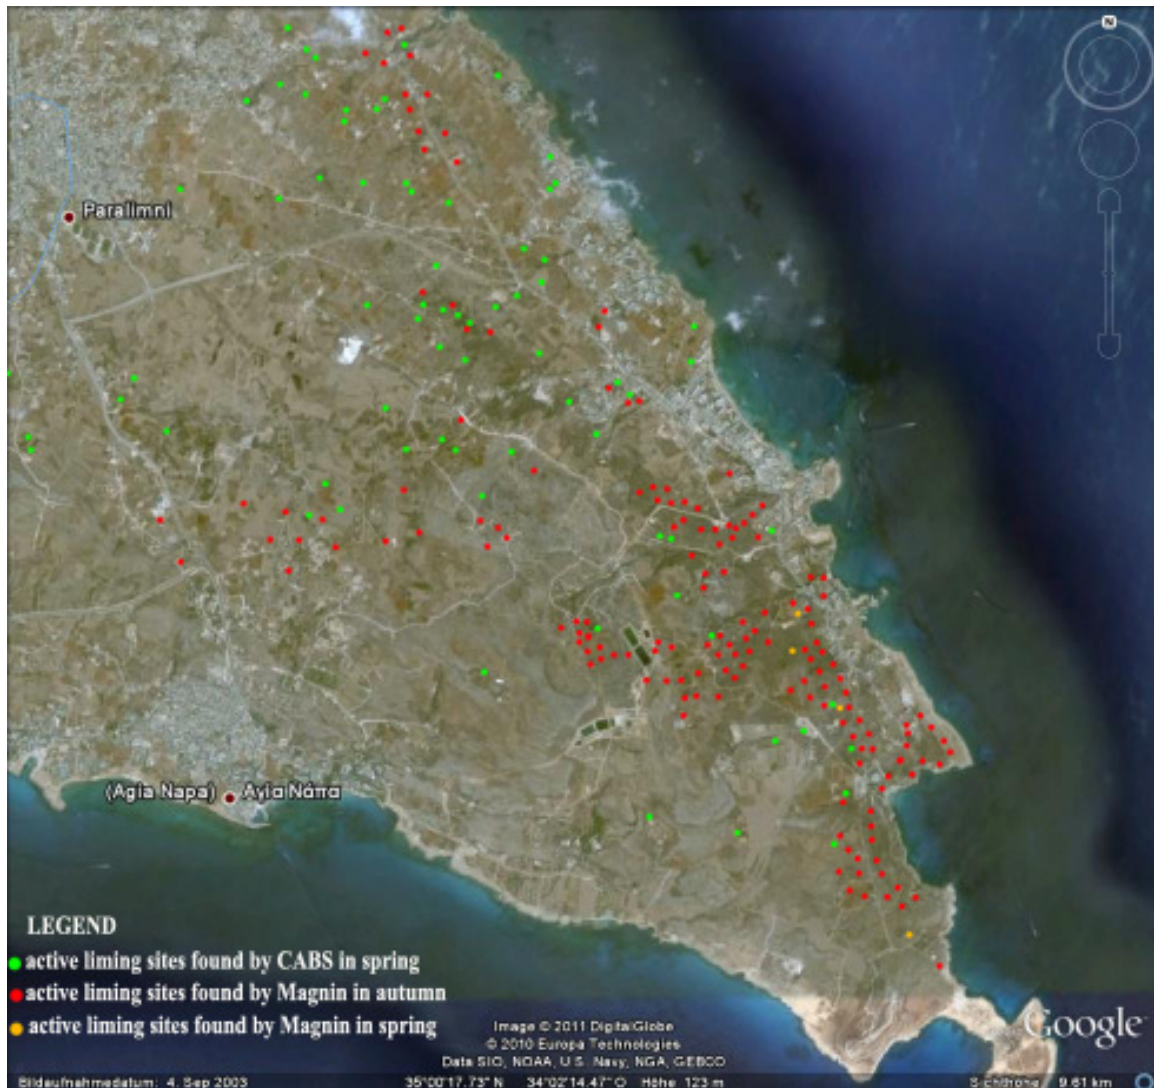 N
Paralimni
(Agia Napa) Αγία Νάπα
LEGEND
active liming sites found by CABS in spring
active liming sites found by Magnin in autumn
active liming sites found by Magnin in spring
Image © 2011 DigitalGlobe
© 2010 Europa Technologies
Data SIO, NOAA, U.S. Navy, NGA, GEBCO
Google
Bildaufnahmedatum: 4. Sep 2003 35°00'17.73" N 34°02'14.47" O Höhe 123 m Sichthöhe 9.61 km